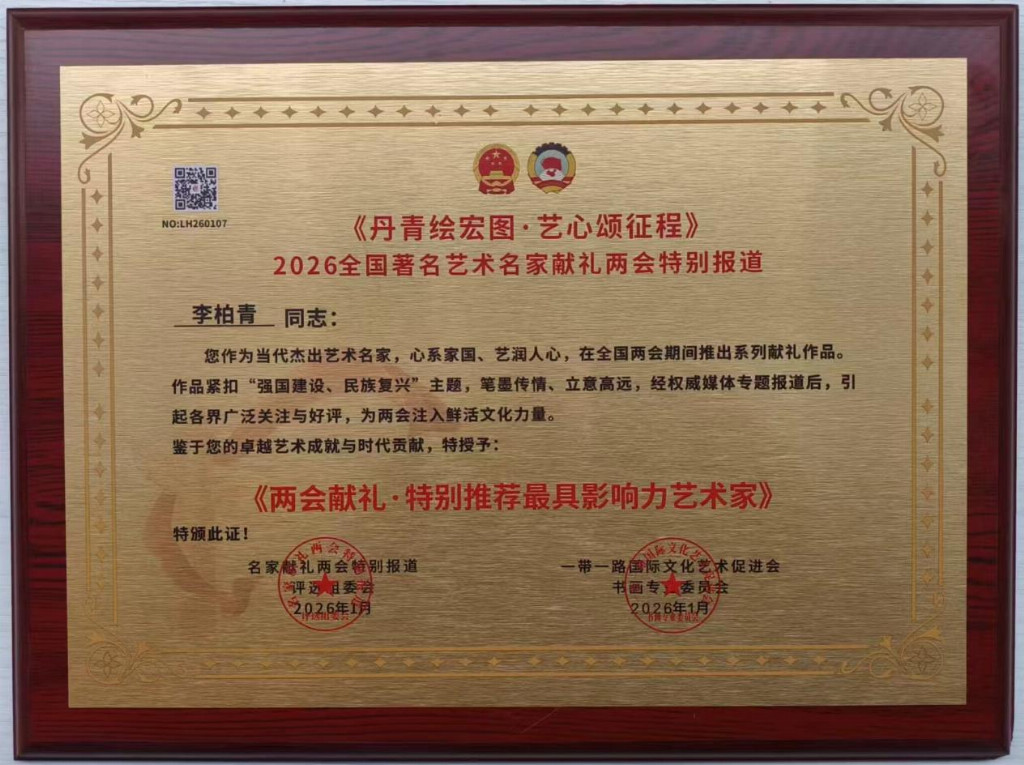 NO:LH260107
《丹青绘宏图·艺心颂征程》
2026全国著名艺术名家献礼两会特别报道
李柏青 同志：
您作为当代杰出艺术名家，心系家国、艺润人心，在全国两会期间推出系列献礼作品。
作品紧扣“强国建设、民族复兴”主题，笔墨传情、立意高远，经权威媒体专题报道后，引
起各界广泛关注与好评，为两会注入鲜活文化力量。
鉴于您的卓越艺术成就与时代贡献，特授予：
《两会献礼·特别推荐最具影响力艺术家》
特颁此证！
名家献礼两会特别报道
评选组委会
2026年1月
一带一路国际文化艺术促进会
书画专业委员会
2026年1月